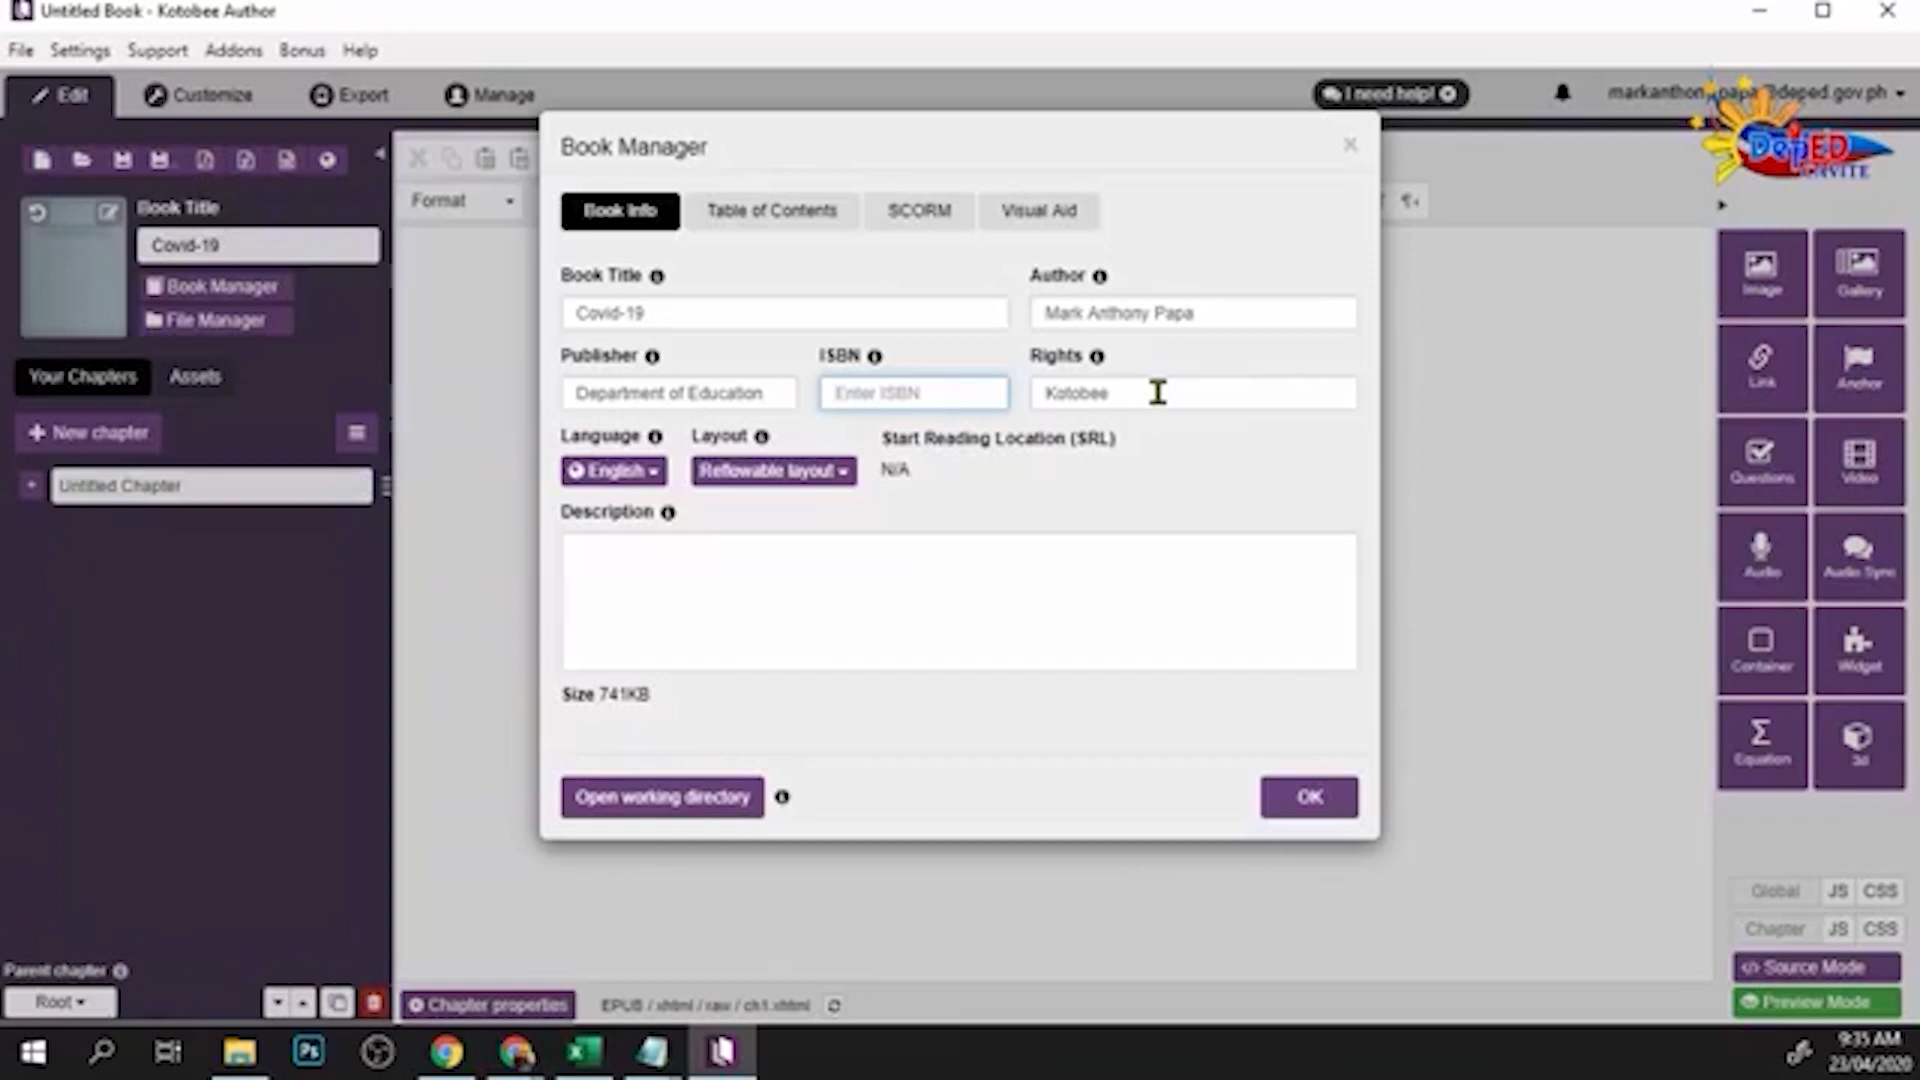 Untitled Book - Kotobee Author
File Settings Support Addons Bonus Help
Edit Customize Export Manage I need help!
DepED
Book Manager
Book Title
Format
Book Info Table of Contents SCORM Visual Aid
Covid-19
Book Title Author
Book Manager
Image Gallery
Covid-19 Mark Anthony Papa
File Manager
Publisher ISBN Rights
Your Chapters Assets
Link Anchor
Department of Education Enter ISBN Kotobee
New chapter
Language Layout Start Reading Location (SRL)
English Reflowable layout N/A
Questions Video
Untitled Chapter
Description
Audio Audio Sync
Container Widget
Size 741KB
Equation 3d
Open working directory OK
Global JS CSS
Chapter JS CSS
Parent chapter
Source Mode
Root Chapter properties EPUB / xhtml / raw / ch1.xhtml Preview Mode
Ps
9:35 AM
23/04/2020